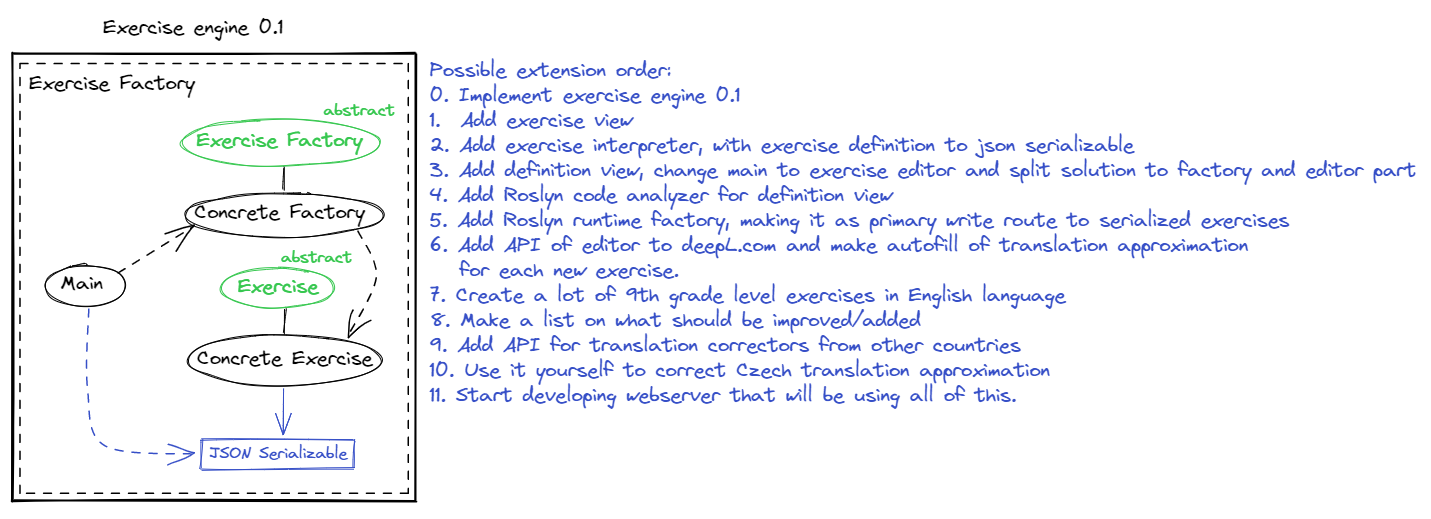 Exercise engine 0.1
Exercise Factory
abstract
Exercise Factory
Concrete Factory
abstract
Main
Exercise
Concrete Exercise
JSON Serializable
Possible extension order:
0. Implement exercise engine 0.1
1. Add exercise view
2. Add exercise interpreter, with exercise definition to json serializable
3. Add definition view, change main to exercise editor and split solution to factory and editor part
4. Add Roslyn code analyzer for definition view
5. Add Roslyn runtime factory, making it as primary write route to serialized exercises
6. Add API of editor to deepL.com and make autofill of translation approximation
for each new exercise.
7. Create a lot of 9th grade level exercises in English language
8. Make a list on what should be improved/added
9. Add API for translation correctors from other countries
10. Use it yourself to correct Czech translation approximation
11. Start developing webserver that will be using all of this.